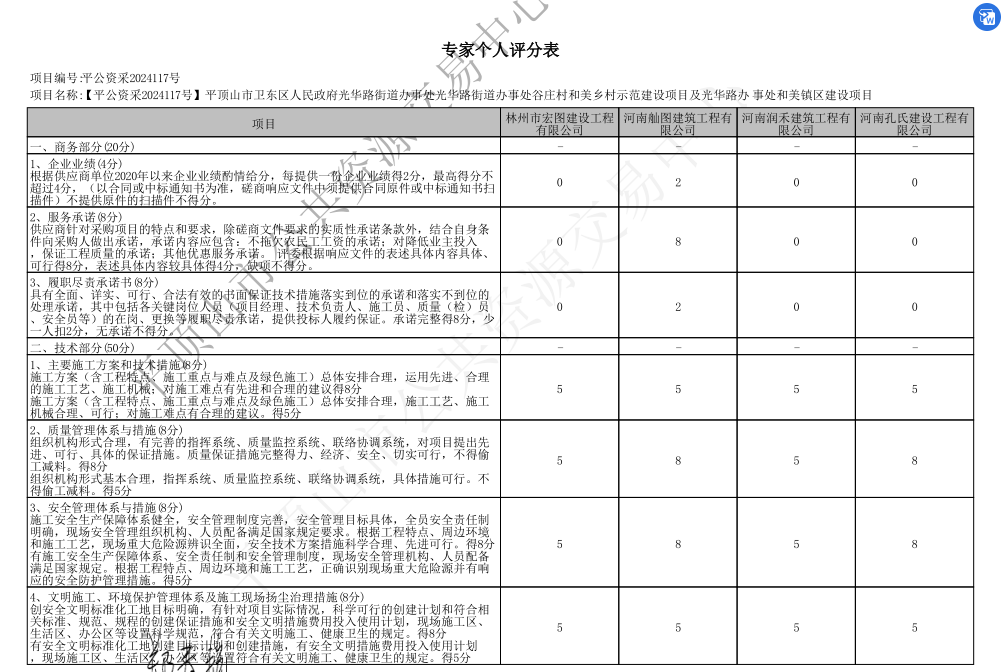 专家个人评分表
项目编号:平公资采2024117号
项目名称:【平公资采2024117号】平顶山市卫东区人民政府光华路街道办事处光华路街道办事处谷庄村和美乡村示范建设项目及光华路办 事处和美镇区建设项目
项目 林州市宏图建设工程有限公司 河南舢图建筑工程有限公司 河南润禾建筑工程有限公司 河南孔氏建设工程有限公司
一、商务部分(20分) - - - -
1、企业业绩(4分)
根据供应商单位2020年以来企业业绩酌情给分，每提供一份企业业绩得2分，最高得分不
超过4分，（以合同或中标通知书为准，磋商响应文件中须提供合同原件或中标通知书扫
描件）不提供原件的扫描件不得分。
0 2 0 0
2、服务承诺(8分)
供应商针对采购项目的特点和要求，除磋商文件要求的实质性承诺条款外，结合自身条
件向采购人做出承诺，承诺内容应包含：不拖欠农民工工资的承诺；对降低业主投入
，保证工程质量的承诺；其他优惠服务承诺。 评委根据响应文件的表述具体内容具体、
可行得8分，表述具体内容较具体得4分，缺项不得分。
0 8 0 0
3、履职尽责承诺书(8分)
具有全面、详实、可行、合法有效的书面保证技术措施落实到位的承诺和落实不到位的
处理承诺，其中包括各关键岗位人员（项目经理、技术负责人、施工员、质量（检）员
、安全员等）的在岗、更换等履职尽责承诺，提供投标人履约保证。承诺完整得8分，少
一人扣2分，无承诺不得分。
0 2 0 0
二、技术部分(50分) - - - -
1、主要施工方案和技术措施(8分)
施工方案（含工程特点、施工重点与难点及绿色施工）总体安排合理，运用先进、合理
的施工工艺、施工机械；对施工难点有先进和合理的建议得8分
施工方案（含工程特点、施工重点与难点及绿色施工）总体安排合理，施工工艺、施工
机械合理、可行；对施工难点有合理的建议。得5分
5 5 5 5
2、质量管理体系与措施(8分)
组织机构形式合理，有完善的指挥系统、质量监控系统、联络协调系统，对项目提出先
进、可行、具体的保证措施。质量保证措施完整得力、经济、安全、切实可行，不得偷
工减料。得8分
组织机构形式基本合理，指挥系统、质量监控系统、联络协调系统，具体措施可行。不
得偷工减料。得5分
5 8 5 8
3、安全管理体系与措施(8分)
施工安全生产保障体系健全，安全管理制度完善，安全管理目标具体，全员安全责任制
明确，现场安全管理组织机构、人员配备满足国家规定要求。根据工程特点、周边环境
和施工工艺，现场重大危险源辨识全面，安全技术方案措施科学合理、先进可行。得8分
有施工安全生产保障体系、安全责任制和安全管理制度，现场安全管理机构、人员配备
满足国家规定。根据工程特点、周边环境和施工工艺，正确识别现场重大危险源并有响
应的安全防护管理措施。得5分
5 8 5 8
4、文明施工、环境保护管理体系及施工现场扬尘治理措施(8分)
创安全文明标准化工地目标明确，有针对项目实际情况，科学可行的创建计划和符合相
关标准、规范、规程的创建保证措施和安全文明措施费用投入使用计划，现场施工区、
生活区、办公区等设置科学规范，符合有关文明施工、健康卫生的规定。得8分
有安全文明标准化工地创建目标计划和创建措施，有安全文明措施费用投入使用计划
，现场施工区、生活区、办公区等设置符合有关文明施工、健康卫生的规定。得5分
5 5 5 5
平顶山市公共资源交易中心
平顶山市公共资源交易中